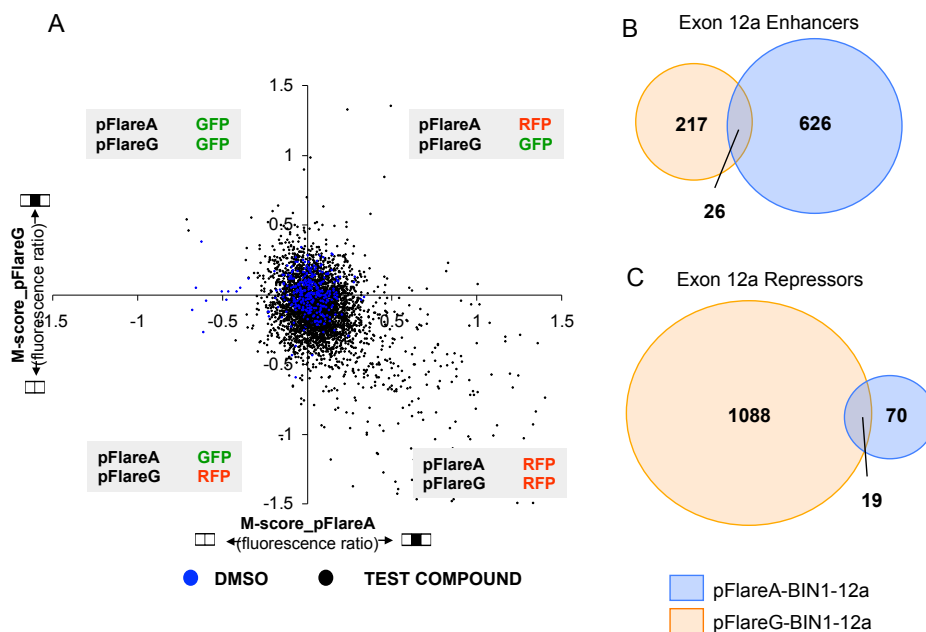 A
B Exon 12a Enhancers
1.5
pFlareA GFP
pFlareG GFP
pFlareA RFP
pFlareG GFP
1
0.5
217
626
26
M-score_pFlareG
(fluorescence ratio)
1.5 -1 -0.5 0.5 1 1.5
-0.5
-1
-1.5
C Exon 12a Repressors
1088
70
19
pFlareA GFP
pFlareG RFP
pFlareA RFP
pFlareG RFP
M-score_pFlareA
(fluorescence ratio)
DMSO TEST COMPOUND
pFlareA-BIN1-12a
pFlareG-BIN1-12a